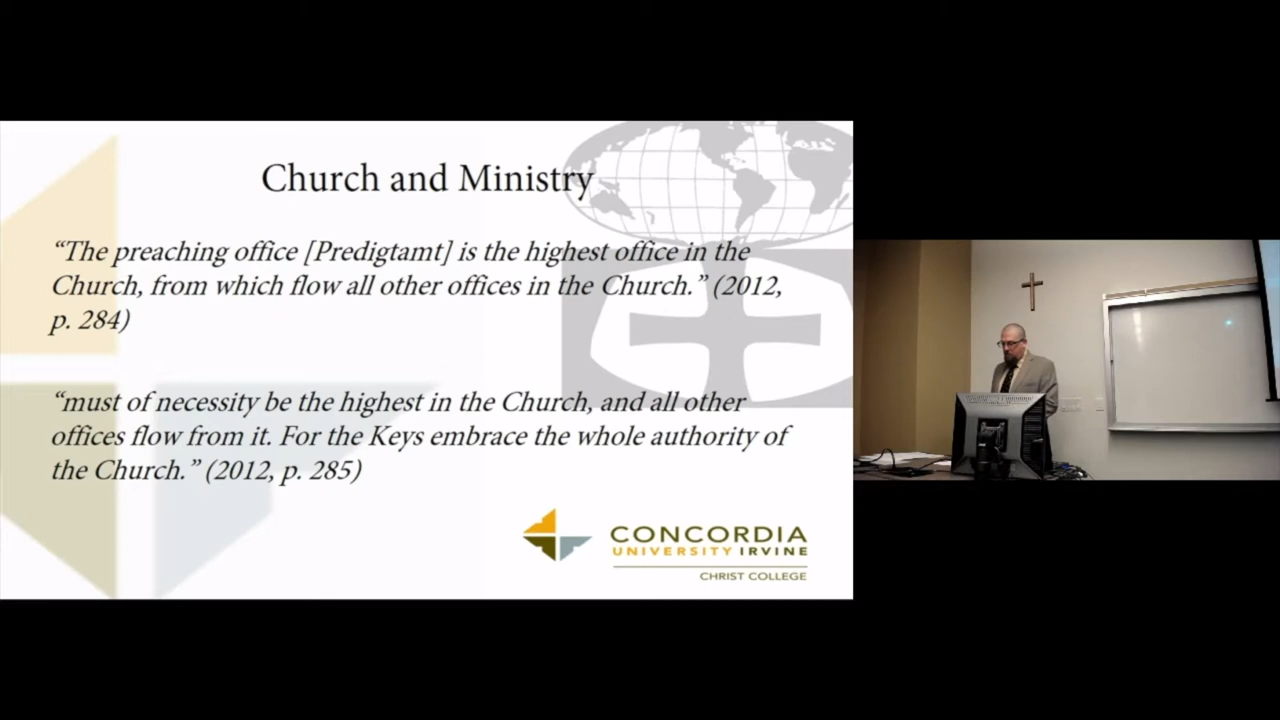 Church and Ministry
“The preaching office [Predigtamt] is the highest office in the
Church, from which flow all other offices in the Church.” (2012,
p. 284)
“must of necessity be the highest in the Church, and all other
offices flow from it. For the Keys embrace the whole authority of
the Church.” (2012, p. 285)
CONCORDIA
UNIVERSITY IRVINE
CHRIST COLLEGE